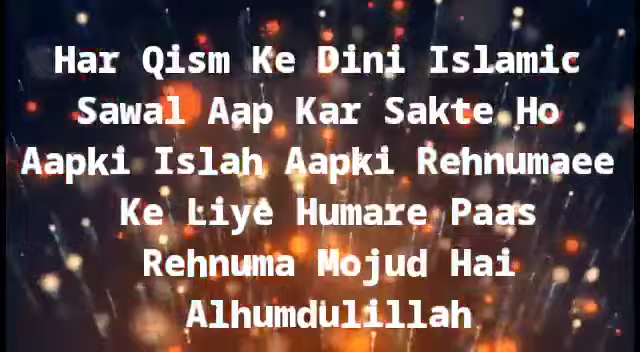 Har Qism Ke Dini Islamic
Sawal Aap Kar Sakte Ho
Aapki Islah Aapki Rehnumaee
Ke Liye Humare Paas
Rehnuma Mojud Hai
Alhumdulillah